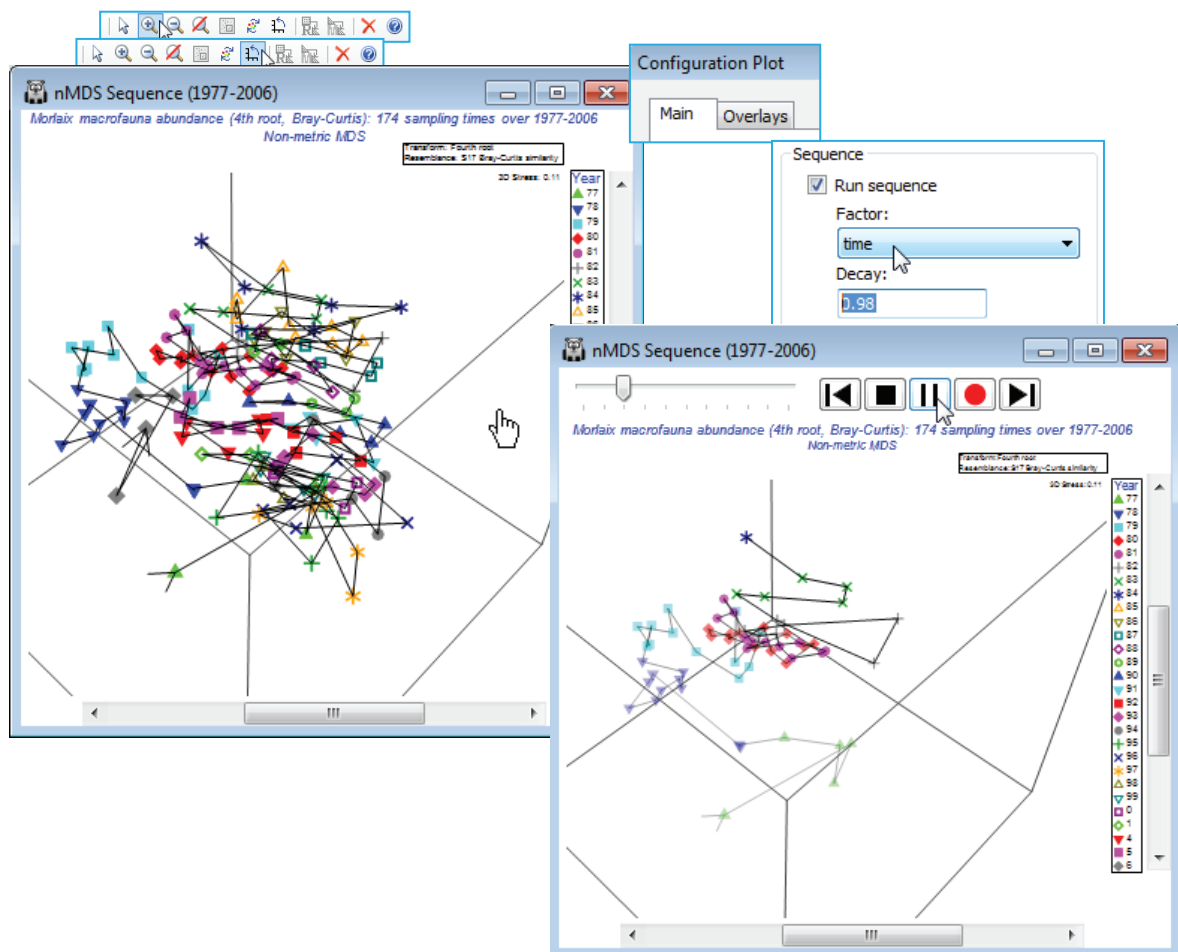 nMDS Sequence (1977-2006)
Morlaix macrofauna abundance (4th root, Bray-Curtis): 174 sampling times over 1977-2006
Non-metric MDS
Transform: Fourth root
Resemblance: S17 Bray-Curtis similarity
3D Stress: 0.11
Year
77
78
79
80
81
82
83
84
85
Configuration Plot
Main
Overlays
Sequence
Run sequence
Factor:
time
Decay:
0.98
nMDS Sequence (1977-2006)
Morlaix macrofauna abundance (4th root, Bray-Curtis): 174 sampling times over 1977-2006
Non-metric MDS
Transform: Fourth root
Resemblance: S17 Bray-Curtis similarity
3D Stress: 0.11
Year
77
78
79
80
81
82
83
84
85
86
87
88
89
90
91
92
93
94
95
96
97
98
99
0
1
4
5
6